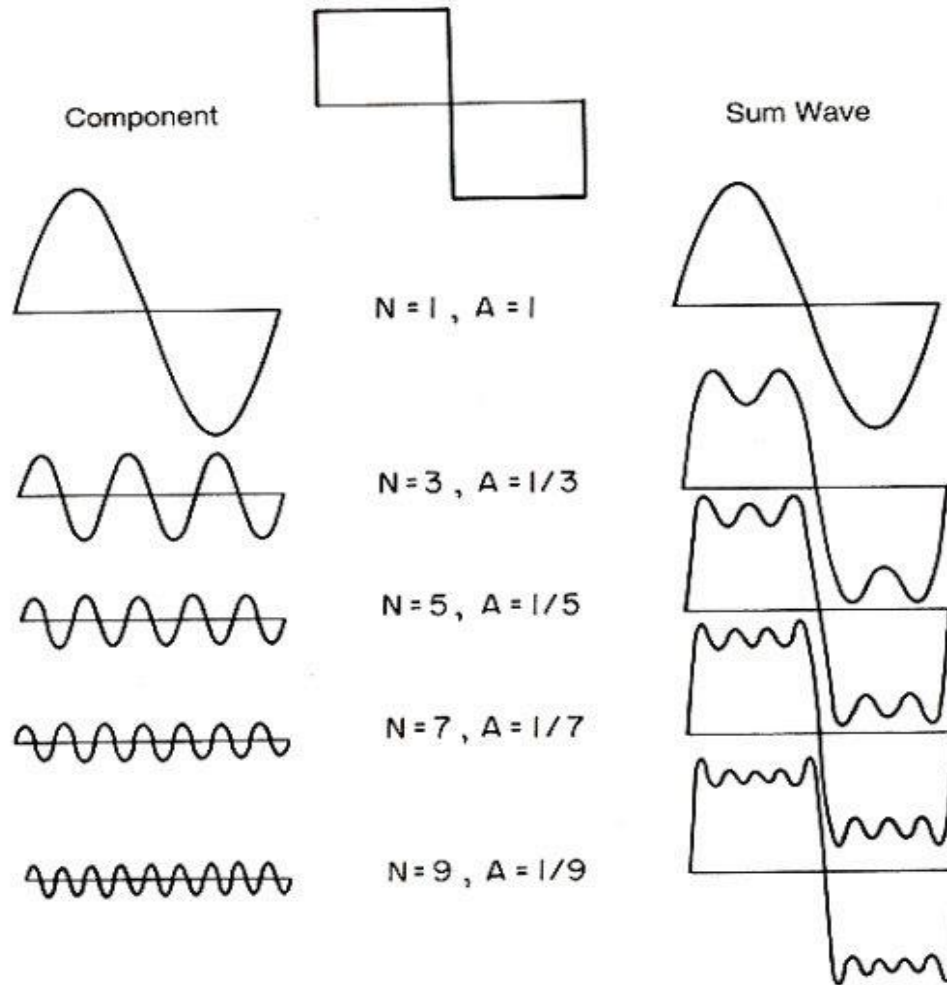 Component
Sum Wave
N = 1 , A = 1
N = 3 , A = 1/3
N = 5 , A = 1/5
N = 7 , A = 1/7
N = 9 , A = 1/9